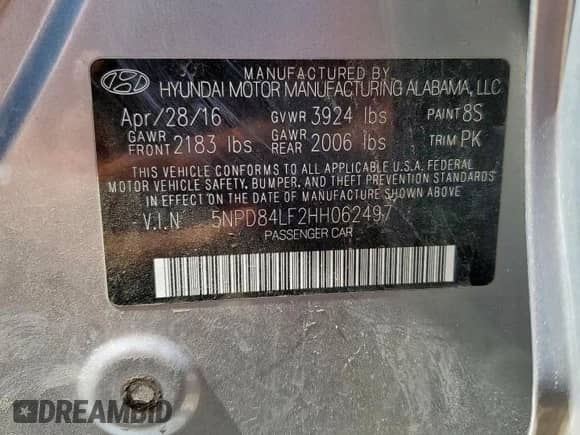 MANUFACTURED BY
HYUNDAI MOTOR MANUFACTURING ALABAMA, LLC
Apr/28/16 GVWR 3924 lbs PAINT 8S
GAWR FRONT 2183 lbs GAWR REAR 2006 lbs TRIM PK
THIS VEHICLE CONFORMS TO ALL APPLICABLE U.S.A. FEDERAL
MOTOR VEHICLE SAFETY, BUMPER, AND THEFT PREVENTION STANDARDS
IN EFFECT ON THE DATE OF MANUFACTURE SHOWN ABOVE.
V.I.N 5NPD84LF2HH062497
PASSENGER CAR
DREAMBID